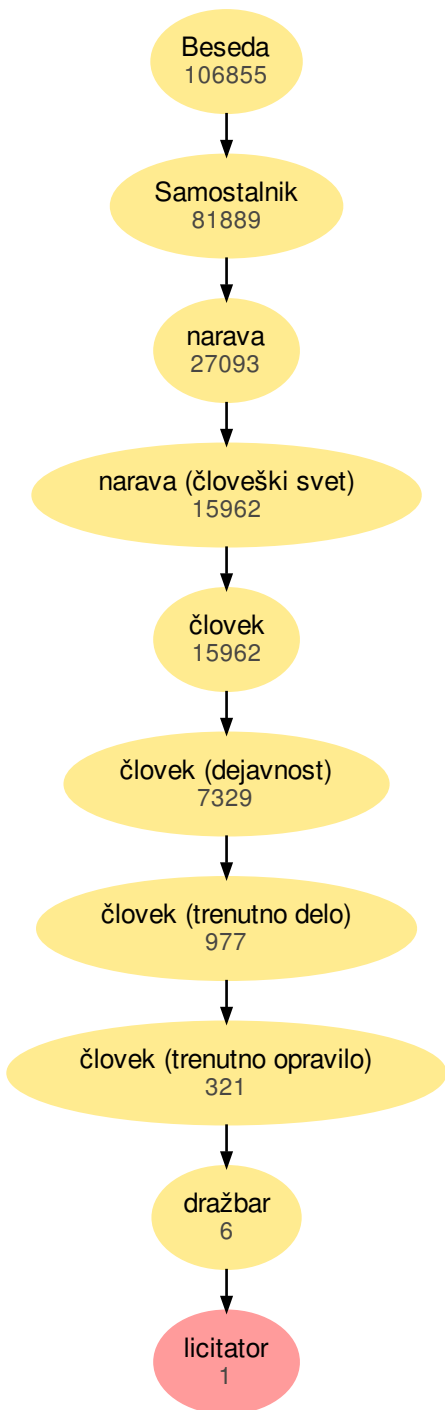 Beseda
106855
Samostalnik
81889
narava
27093
narava (človeški svet)
15962
človek
15962
človek (dejavnost)
7329
človek (trenutno delo)
977
človek (trenutno opravilo)
321
dražbar
6
licitator
1